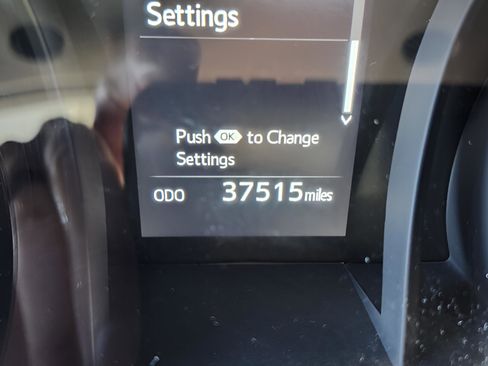 Settings
Push OK to Change
Settings
ODO 37515 miles